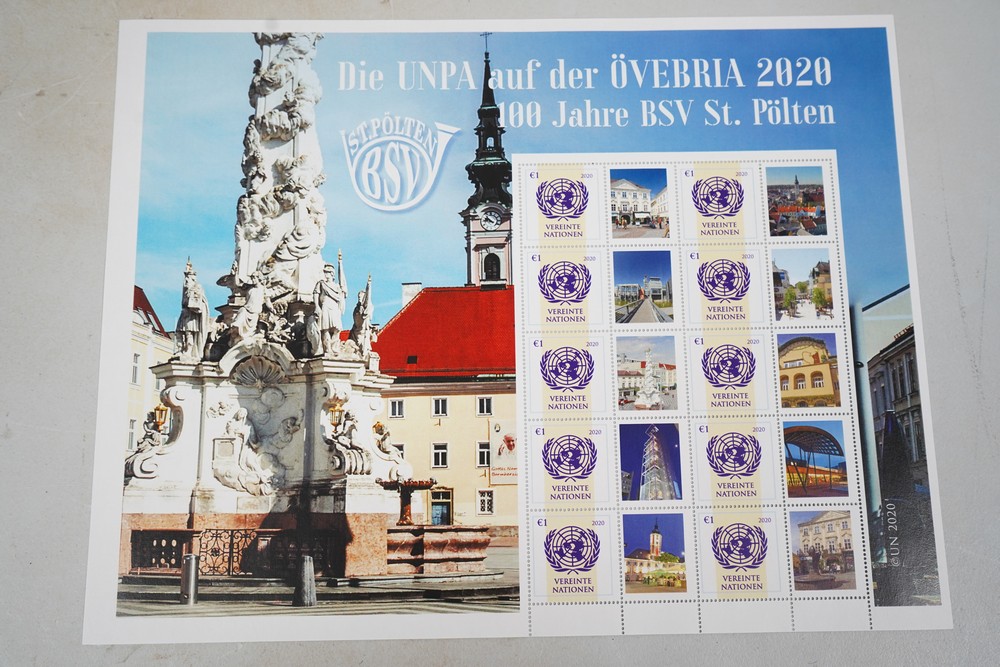 Die UNPA auf der ÖVEBRIA 2020
100 Jahre BSV St. Pölten
ST.PÖLTEN
BSV
€1 2020
VEREINTE
NATIONEN
€1 2020
VEREINTE
NATIONEN
€1 2020
VEREINTE
NATIONEN
€1 2020
VEREINTE
NATIONEN
€1 2020
VEREINTE
NATIONEN
€1 2020
VEREINTE
NATIONEN
€1 2020
VEREINTE
NATIONEN
€1 2020
VEREINTE
NATIONEN
€1 2020
VEREINTE
NATIONEN
€1 2020
VEREINTE
NATIONEN
© UN 2020